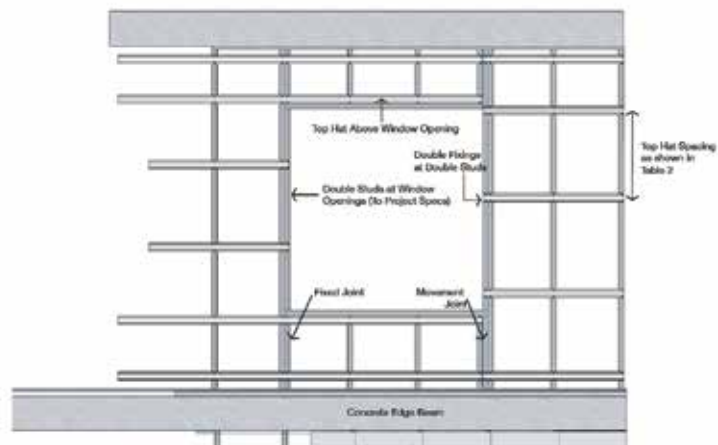 Top Hat Above Window Opening
Double Fixings
at Double Studs
Top Hat Spacing
as shown in
Table 2
Double Studs at Window
Openings (To Project Specs)
Fixed Joint
Movement
Joint
Concrete Edge Beam